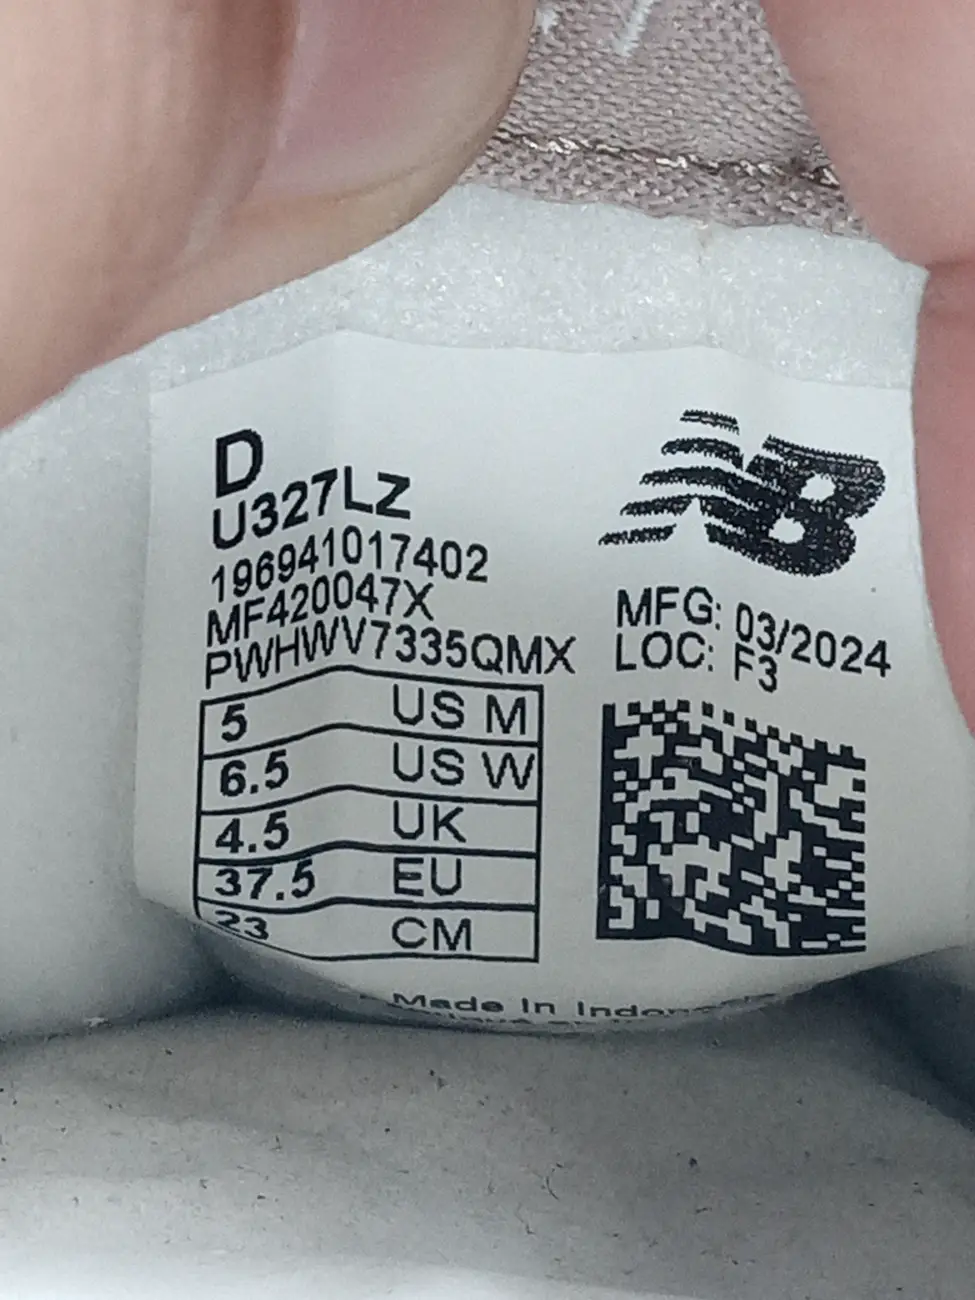 D
U327LZ
196941017402
MF420047X
PWHWV7335QMX
NB
MFG: 03/2024
LOC: F3
5 US M
6.5 US W
4.5 UK
37.5 EU
23 CM
Made In